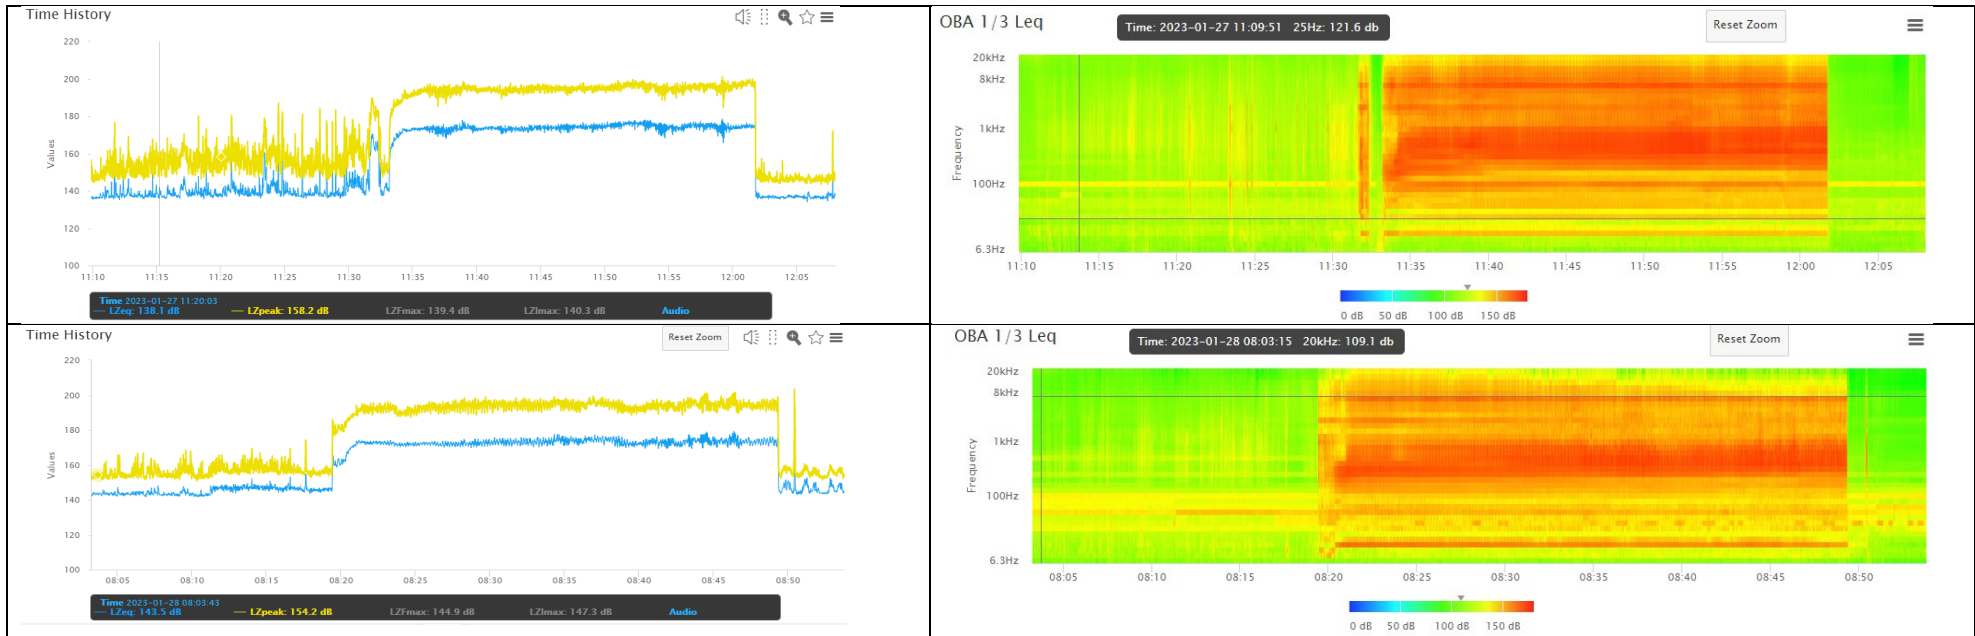 Time History
220
200
180
160
140
120
100
Values
11:10 11:15 11:20 11:25 11:30 11:35 11:40 11:45 11:50 11:55 12:00 12:05
Time 2023-01-27 11:20:03
LZeq: 138.1 dB LZpeak: 158.2 dB LZFmax: 139.4 dB LZImax: 140.3 dB Audio
OBA 1/3 Leq
Time: 2023-01-27 11:09:51 25Hz: 121.6 db
Reset Zoom
20kHz
8kHz
1kHz
100Hz
6.3Hz
Frequency
11:10 11:15 11:20 11:25 11:30 11:35 11:40 11:45 11:50 11:55 12:00 12:05
0 dB 50 dB 100 dB 150 dB
Time History
Reset Zoom
220
200
180
160
140
120
100
Values
08:05 08:10 08:15 08:20 08:25 08:30 08:35 08:40 08:45 08:50
Time 2023-01-28 08:03:43
LZeq: 143.5 dB LZpeak: 154.2 dB LZFmax: 144.9 dB LZImax: 147.3 dB Audio
OBA 1/3 Leq
Time: 2023-01-28 08:03:15 20kHz: 109.1 db
Reset Zoom
20kHz
8kHz
1kHz
100Hz
6.3Hz
Frequency
08:05 08:10 08:15 08:20 08:25 08:30 08:35 08:40 08:45 08:50
0 dB 50 dB 100 dB 150 dB